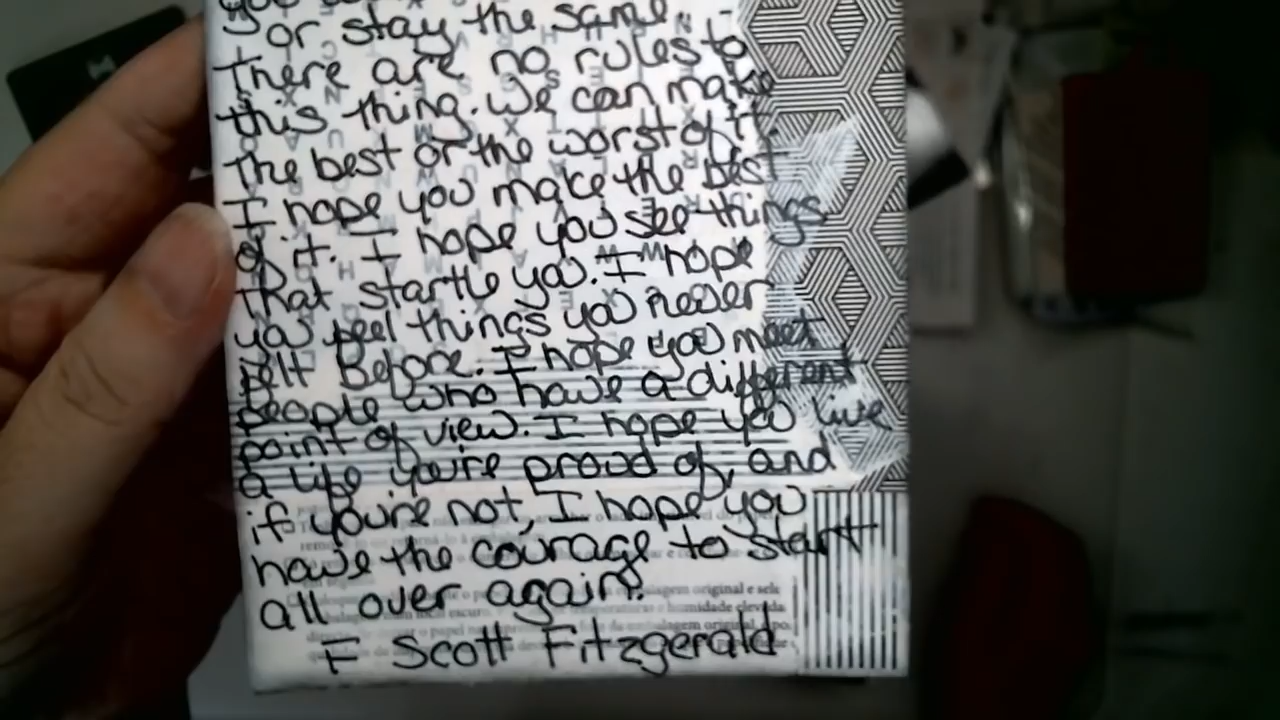 or stay the same.
There are no rules to
this thing. We can make
the best or the worst of it.
I hope you make the best
of it. I hope you see things
that startle you. I hope
you feel things you never
felt Before. I hope you meet
people who have a different
point of view. I hope you live
a life you're proud of, and
if you're not, I hope you
have the courage to start
all over again.
F Scott Fitzgerald